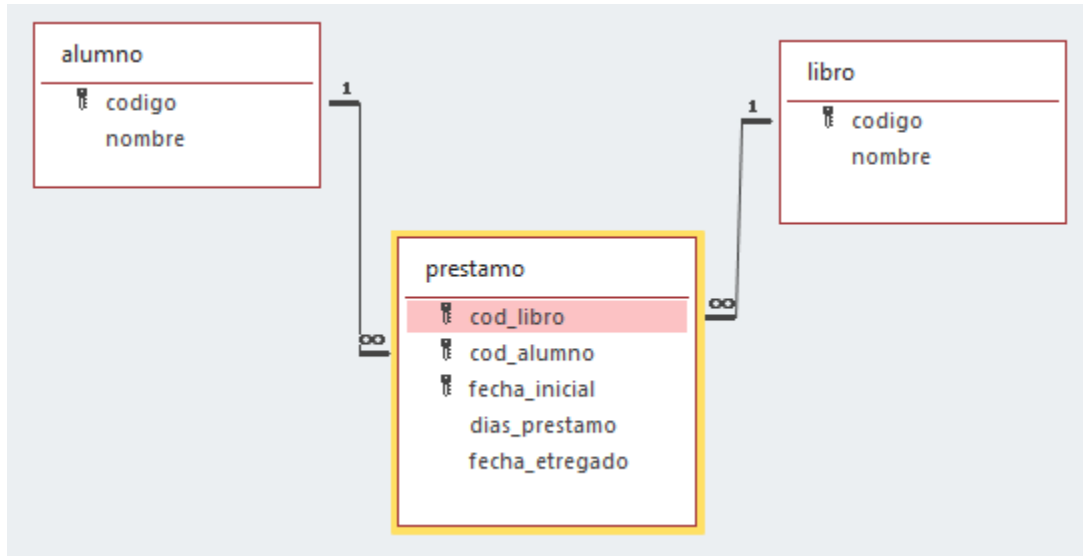 alumno
codigo
nombre
1
libro
codigo
nombre
1
prestamo
cod_libro
cod_alumno
fecha_inicial
dias_prestamo
fecha_etregado
∞
∞